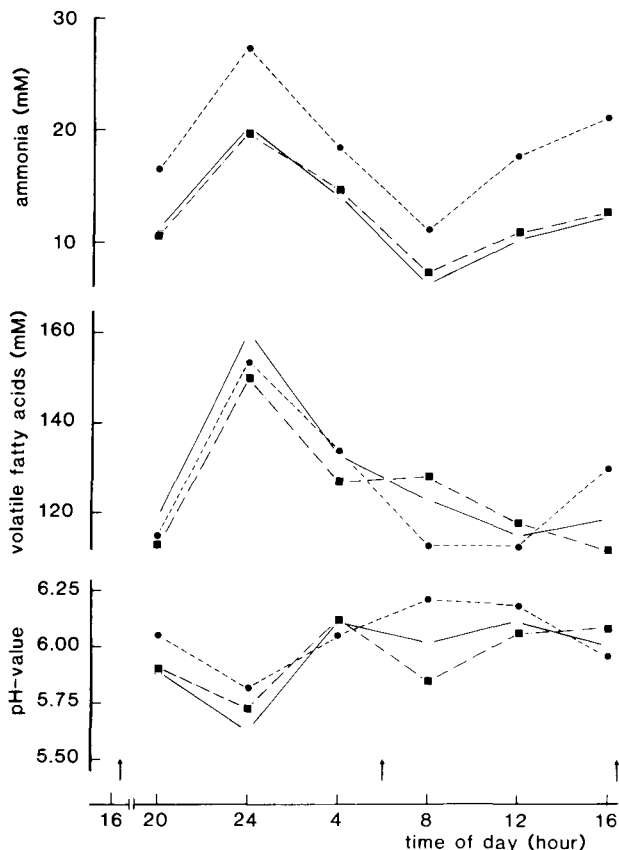 ammonia (mM)
30
20
10
volatile fatty acids (mM)
160
140
120
pH-value
6.25
6.00
5.75
5.50
16 20 24 4 8 12 16
time of day (hour)